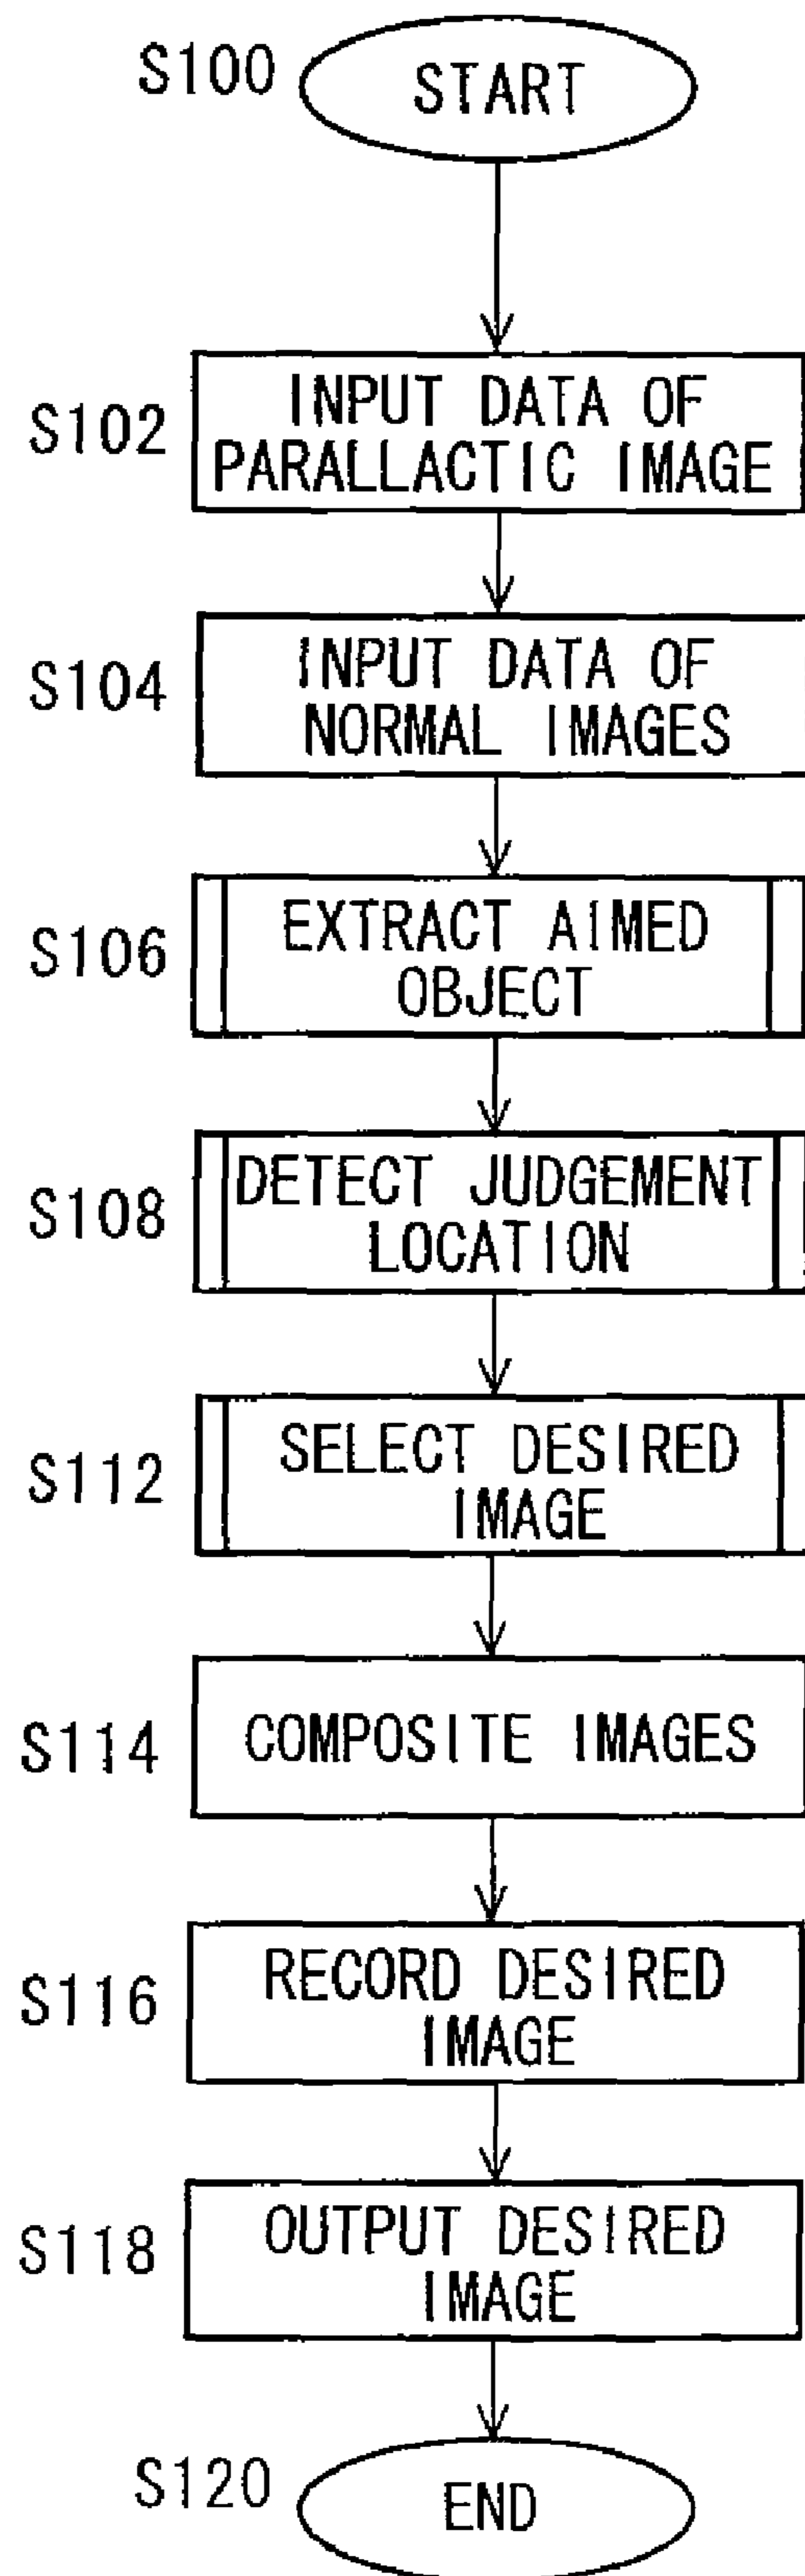 S100
START
S102
INPUT DATA OF
PARALLACTIC IMAGE
S104
INPUT DATA OF
NORMAL IMAGES
S106
EXTRACT AIMED
OBJECT
S108
DETECT JUDGEMENT
LOCATION
S112
SELECT DESIRED
IMAGE
S114
COMPOSITE IMAGES
S116
RECORD DESIRED
IMAGE
S118
OUTPUT DESIRED
IMAGE
S120
END